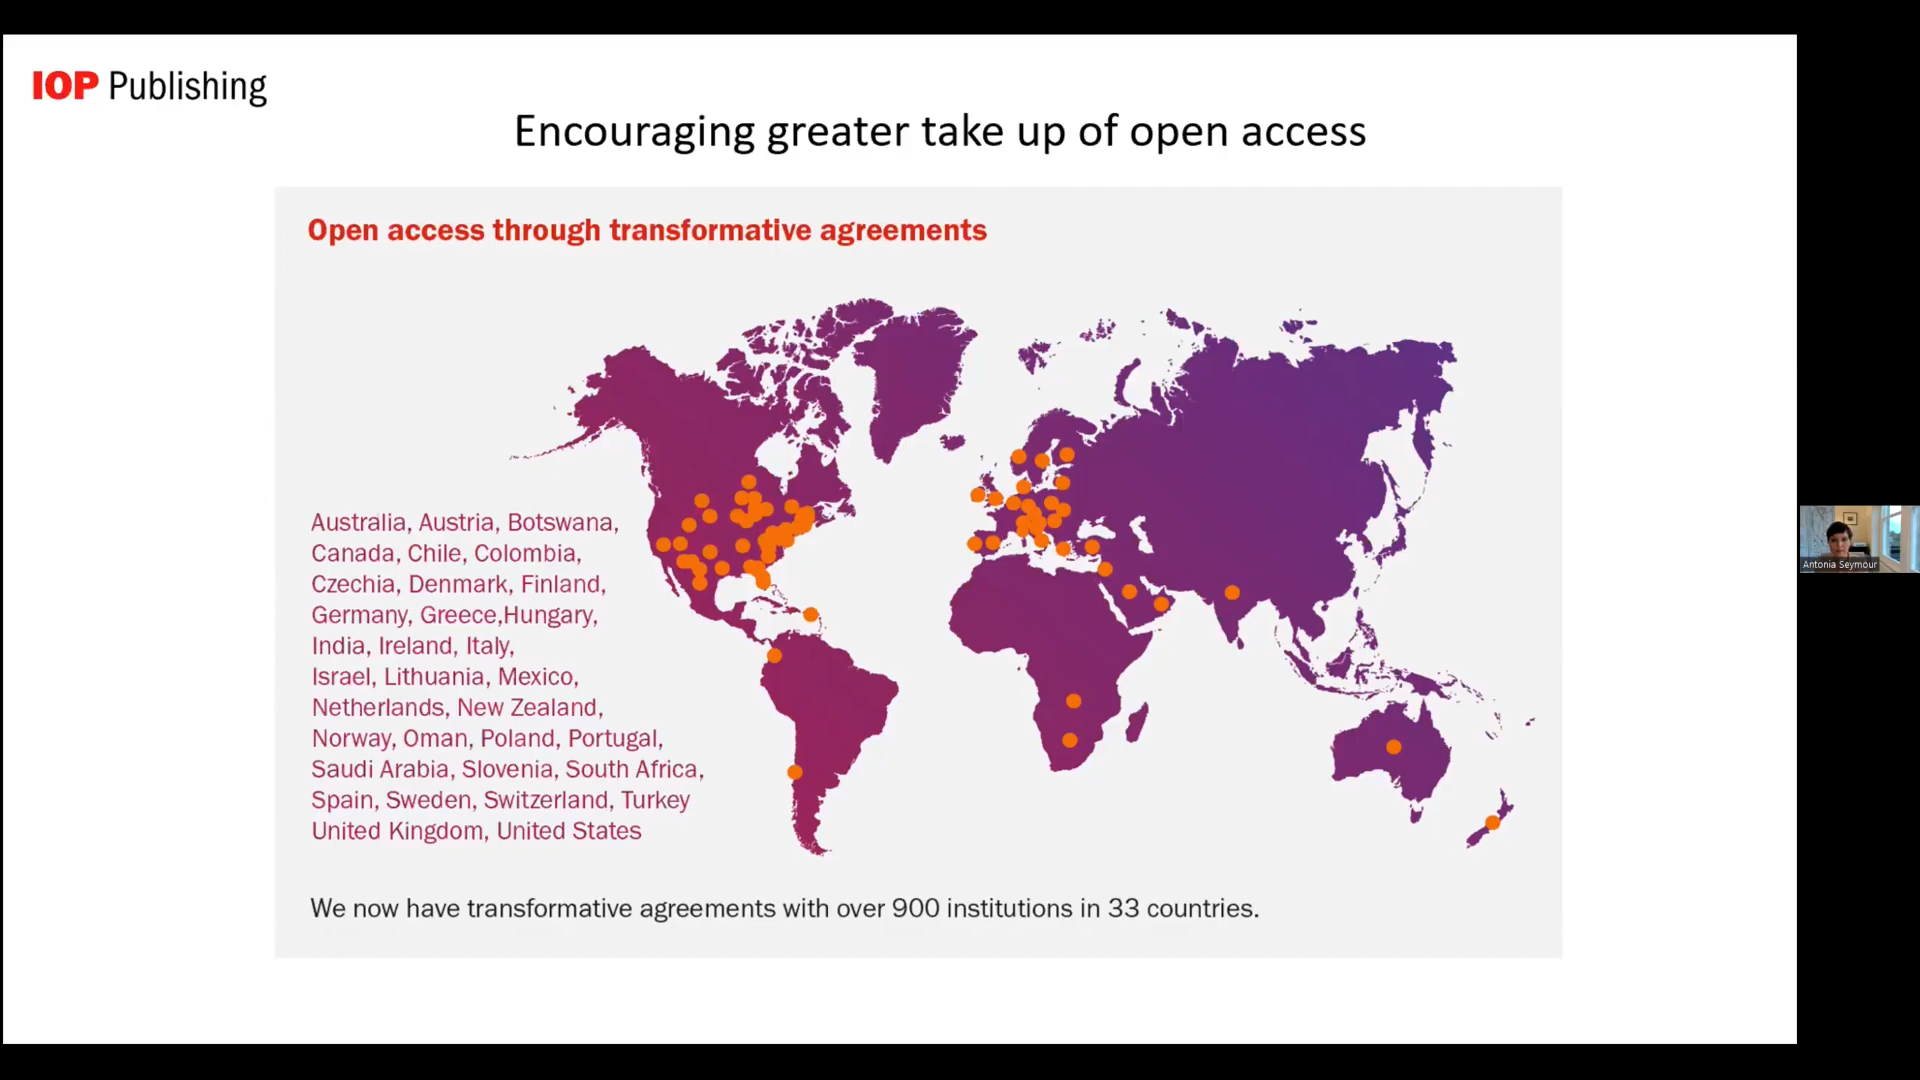 IOP Publishing
Encouraging greater take up of open access
Open access through transformative agreements
Australia, Austria, Botswana,
Canada, Chile, Colombia,
Czechia, Denmark, Finland,
Germany, Greece,Hungary,
India, Ireland, Italy,
Israel, Lithuania, Mexico,
Netherlands, New Zealand,
Norway, Oman, Poland, Portugal,
Saudi Arabia, Slovenia, South Africa,
Spain, Sweden, Switzerland, Turkey
United Kingdom, United States
We now have transformative agreements with over 900 institutions in 33 countries.
Antonia Seymour